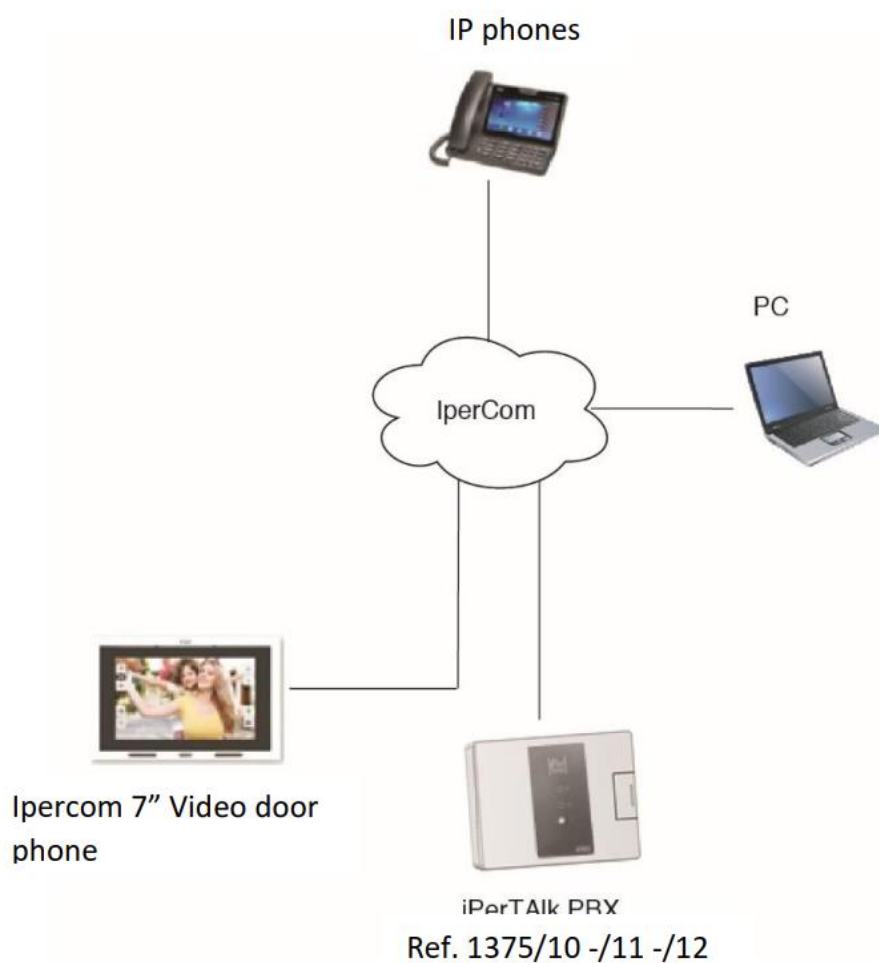 IP phones
PC
IperCom
Ipercom 7” Video door
phone
iPerTAlk PBX
Ref. 1375/10 -/11 -/12